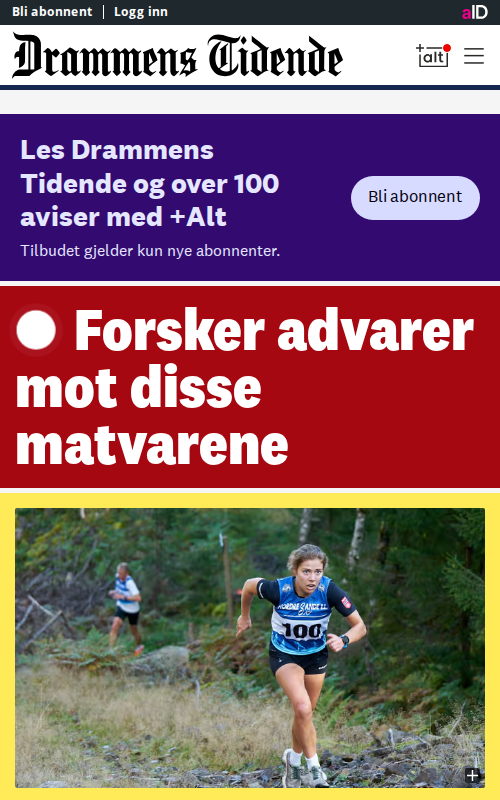 Bli abonnent
Logg inn
aID
Drammens Tidende
+alt
Les Drammens
Tidende og over 100
aviser med +Alt
Bli abonnent
Tilbudet gjelder kun nye abonnenter.
Forsker advarer
mot disse
matvarene
100